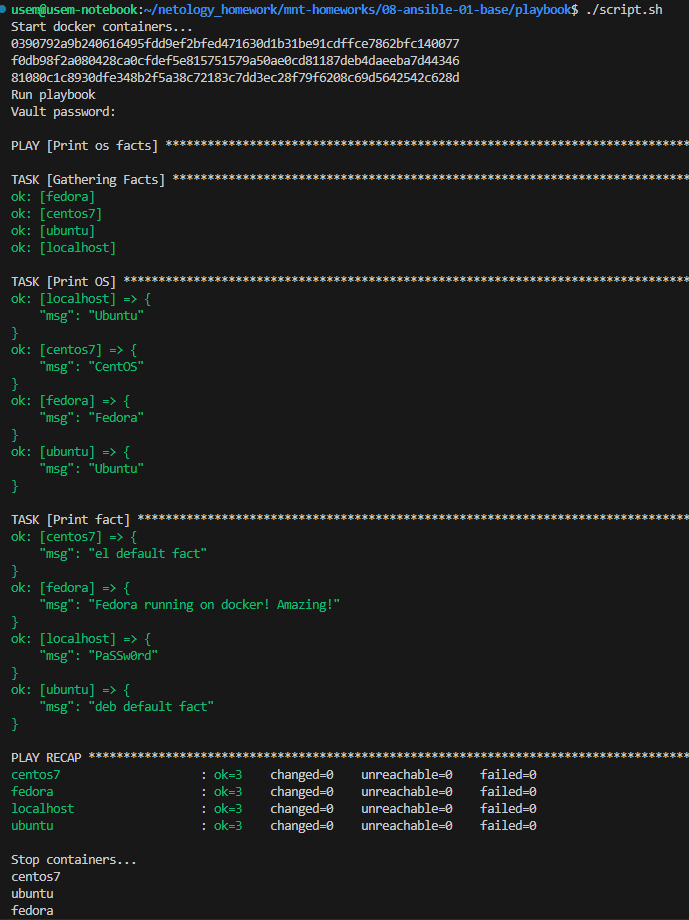 usem@usem-notebook:~/netology_homework/mnt-homeworks/08-ansible-01-base/playbook$ ./script.sh
Start docker containers...
0390792a9b240616495fdd9ef2bfed471630d1b31be91cdffce7862bfc140077
f0db98f2a080428ca0cfdef5e815751579a50ae0cd81187deb4daeeba7d44346
81080c1c8930dfe348b2f5a38c72183c7dd3ec28f79f6208c69d5642542c628d
Run playbook
Vault password:
PLAY [Print os facts] ***************************************************************************
TASK [Gathering Facts] **************************************************************************
ok: [fedora]
ok: [centos7]
ok: [ubuntu]
ok: [localhost]
TASK [Print OS] *********************************************************************************
ok: [localhost] => {
    "msg": "Ubuntu"
}
ok: [centos7] => {
    "msg": "CentOS"
}
ok: [fedora] => {
    "msg": "Fedora"
}
ok: [ubuntu] => {
    "msg": "Ubuntu"
}
TASK [Print fact] *******************************************************************************
ok: [centos7] => {
    "msg": "el default fact"
}
ok: [fedora] => {
    "msg": "Fedora running on docker! Amazing!"
}
ok: [localhost] => {
    "msg": "PaSSw0rd"
}
ok: [ubuntu] => {
    "msg": "deb default fact"
}
PLAY RECAP **************************************************************************************
centos7                    : ok=3    changed=0    unreachable=0    failed=0
fedora                     : ok=3    changed=0    unreachable=0    failed=0
localhost                  : ok=3    changed=0    unreachable=0    failed=0
ubuntu                     : ok=3    changed=0    unreachable=0    failed=0
Stop containers...
centos7
ubuntu
fedora